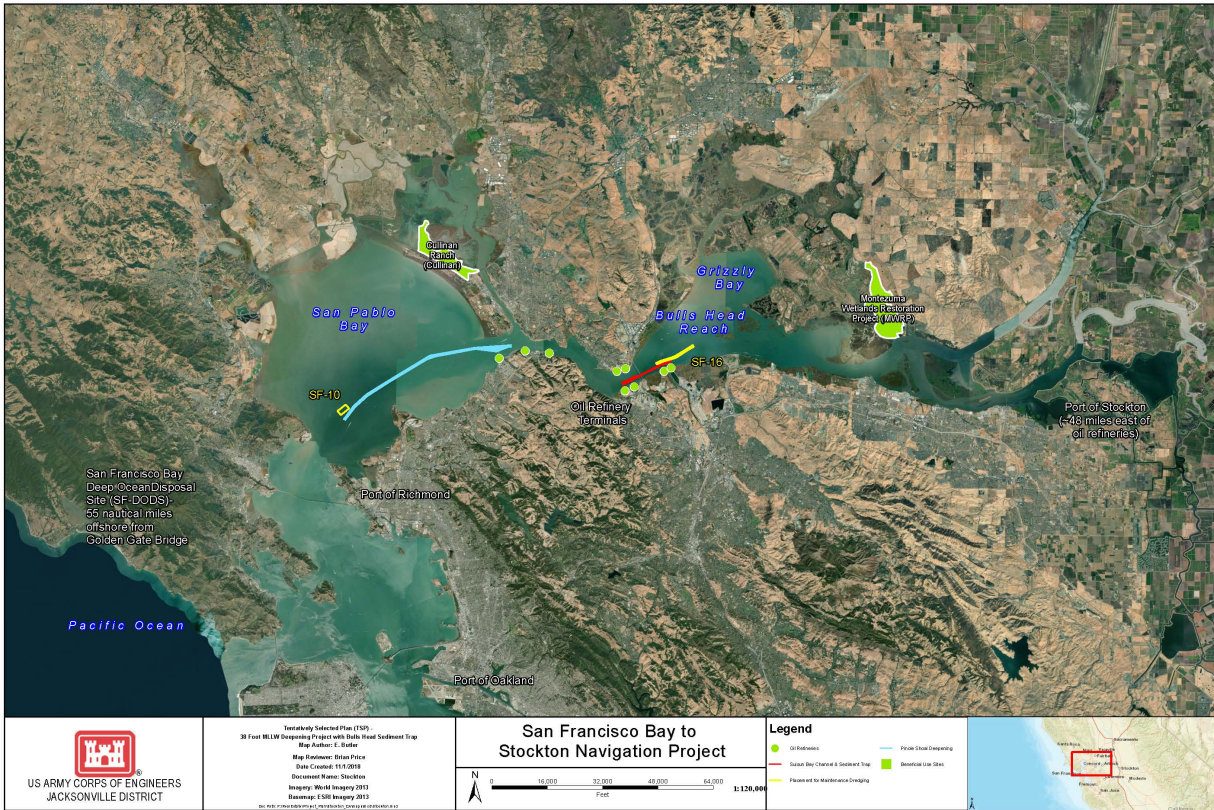 Cullinan
Ranch
(Cullinan)
San Pablo
Bay
Grizzly
Bay
Bulls Head
Reach
Montezuma
Wetlands Restoration
Project (MWRP)
SF-16
SF-10
Oil Refinery
Terminals
Port of Stockton
(~48 miles east of
oil refineries)
San Francisco Bay
Deep OceanDisposal
Site (SF-DODS)-
55 nautical miles
offshore from
Golden Gate Bridge
Port of Richmond
Pacific Ocean
Port of Oakland
US ARMY CORPS OF ENGINEERS
JACKSONVILLE DISTRICT
Tentatively Selected Plan (TSP) -
38 Foot MLLW Deepening Project with Bulls Head Sediment Trap
Map Author: E. Butler
Map Reviewer: Brian Price
Date Created: 11/1/2018
Document Name: Stockton
Imagery: World Imagery 2013
Basemap: ESRI Imagery 2013
San Francisco Bay to
Stockton Navigation Project
N
0 16,000 32,000 48,000 64,000
Feet
1:120,000
Legend
Oil Refineries
Suisun Bay Channel & Sediment Trap
Placement for Maintenance Dredging
Pinole Shoal Deepening
Beneficial Use Sites
Sacramento
Concord
Stockton
Modesto
San Jose